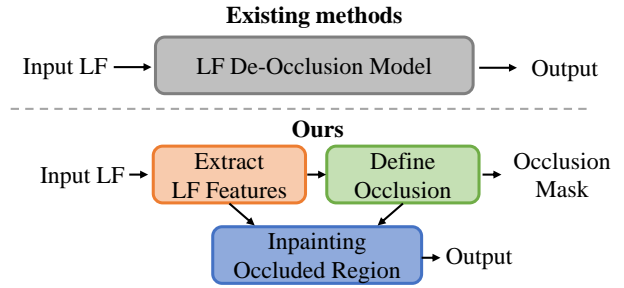 Existing methods
Input LF
LF De-Occlusion Model
Output
Ours
Input LF
Extract
LF Features
Define
Occlusion
Occlusion
Mask
Inpainting
Occluded Region
Output